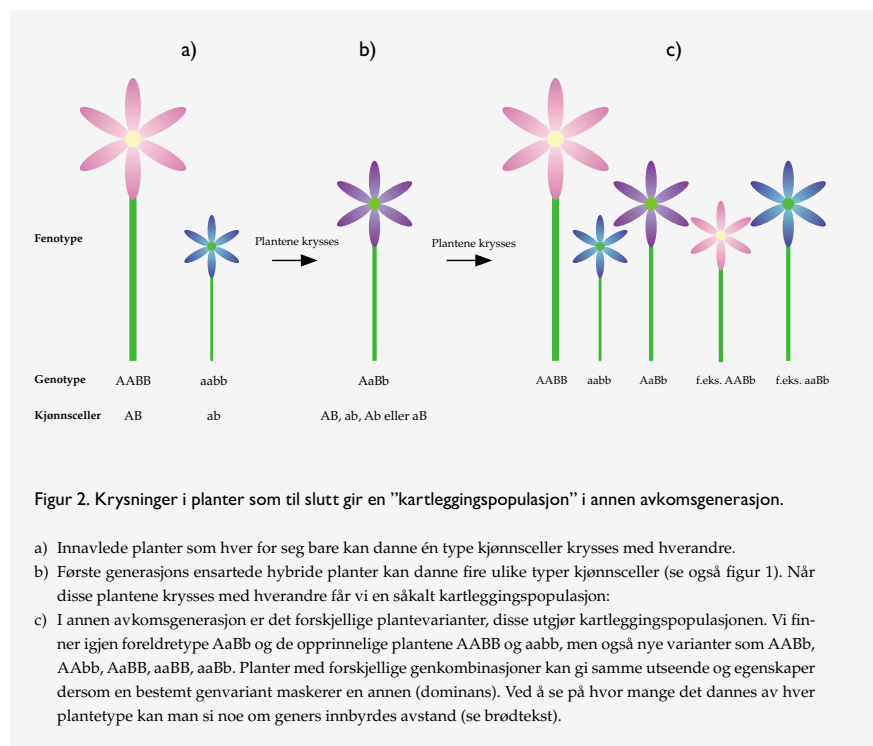 a)
b)
c)
Fenotype
Plantene krysses
Plantene krysses
Genotype
AABB
aabb
AaBb
AABB
aabb
AaBb
f.eks. AABb
f.eks. aaBb
Kjønnsceller
AB
ab
AB, ab, Ab eller aB
Figur 2. Krysninger i planter som til slutt gir en ”kartleggingspopulasjon” i annen avkomsgenerasjon.
a) Innavlede planter som hver for seg bare kan danne én type kjønnsceller krysses med hverandre.
b) Første generasjons ensartede hybride planter kan danne fire ulike typer kjønnsceller (se også figur 1). Når
disse plantene krysses med hverandre får vi en såkalt kartleggingspopulasjon:
c) I annen avkomsgenerasjon er det forskjellige plantevarianter, disse utgjør kartleggingspopulasjonen. Vi fin-
ner igjen foreldretype AaBb og de opprinnelige plantene AABB og aabb, men også nye varianter som AABb,
AAbb, AaBB, aaBB, aaBb. Planter med forskjellige genkombinasjoner kan gi samme utseende og egenskaper
dersom en bestemt genvariant maskerer en annen (dominans). Ved å se på hvor mange det dannes av hver
plantetype kan man si noe om geners innbyrdes avstand (se brødtekst).